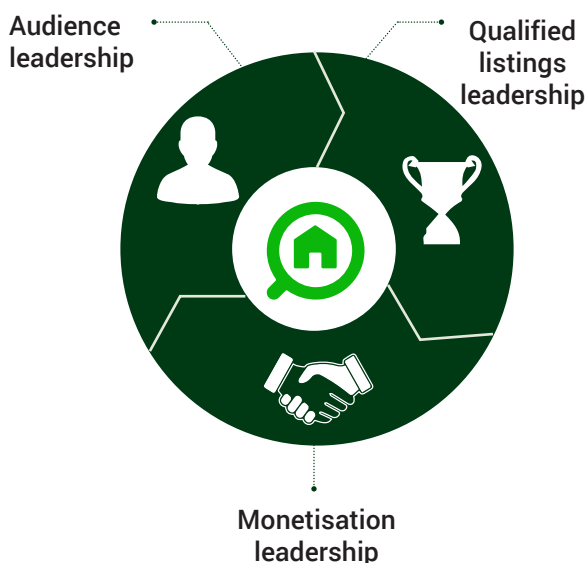 Audience
leadership
Qualified
listings
leadership
Monetisation
leadership